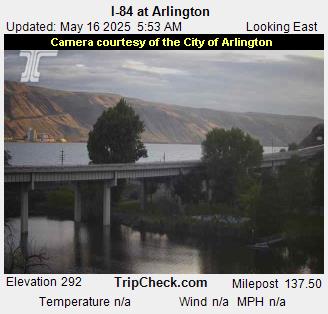 I-84 at Arlington
Updated: May 16 2025 5:53 AM Looking East
Camera courtesy of the City of Arlington
Elevation 292 TripCheck.com Milepost 137.50
Temperature n/a Wind n/a MPH n/a